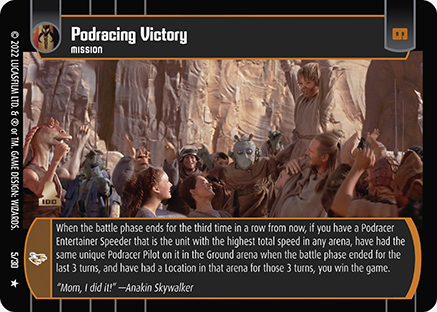 Podracing Victory
MISSION
When the battle phase ends for the third time in a row from now, if you have a Podracer
Entertainer Speeder that is the unit with the highest total speed in any arena, have had the
same unique Podracer Pilot on it in the Ground arena when the battle phase ended for the
last 3 turns, and have had a Location in that arena for those 3 turns, you win the game.
"Mom, I did it!" —Anakin Skywalker
© 2022 LUCASFILM LTD. & ® or TM. GAME DESIGN: WIZARDS.
5/30